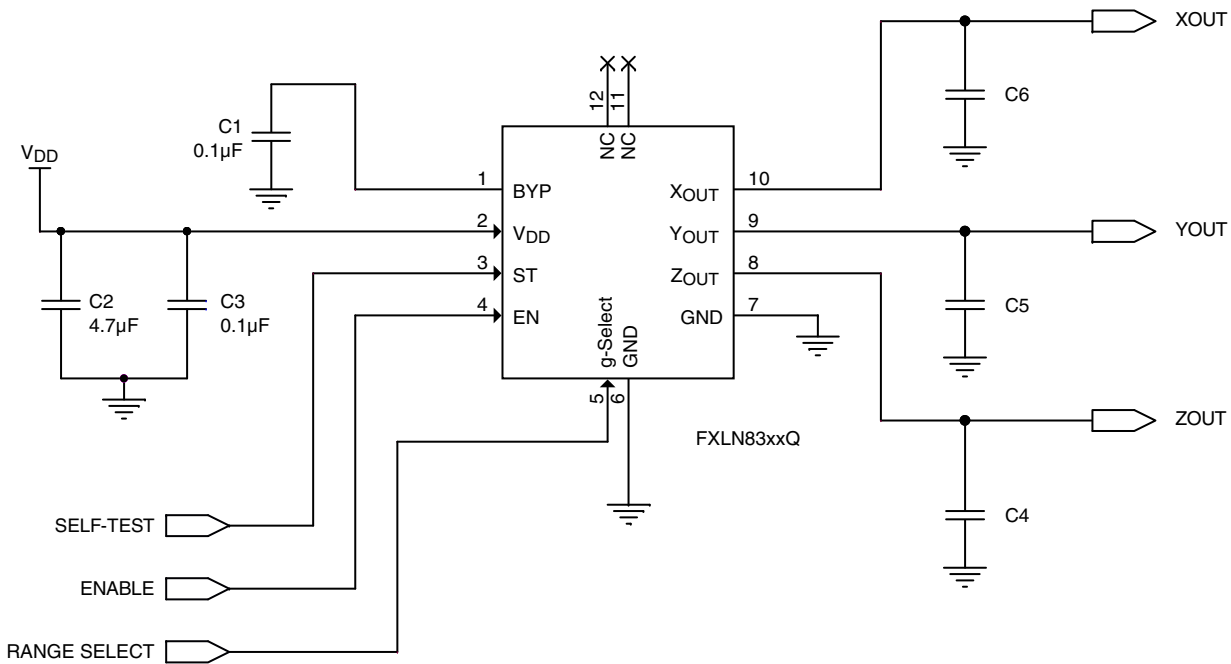 XOUT
C6
12
11
NC
NC
C1
0.1µF
VDD
1
BYP
XOUT
10
2
VDD
YOUT
9
YOUT
3
ST
ZOUT
8
C2
4.7µF
C3
0.1µF
4
EN
GND
7
C5
g-Select
GND
5
6
FXLN83xxQ
ZOUT
SELF-TEST
C4
ENABLE
RANGE SELECT